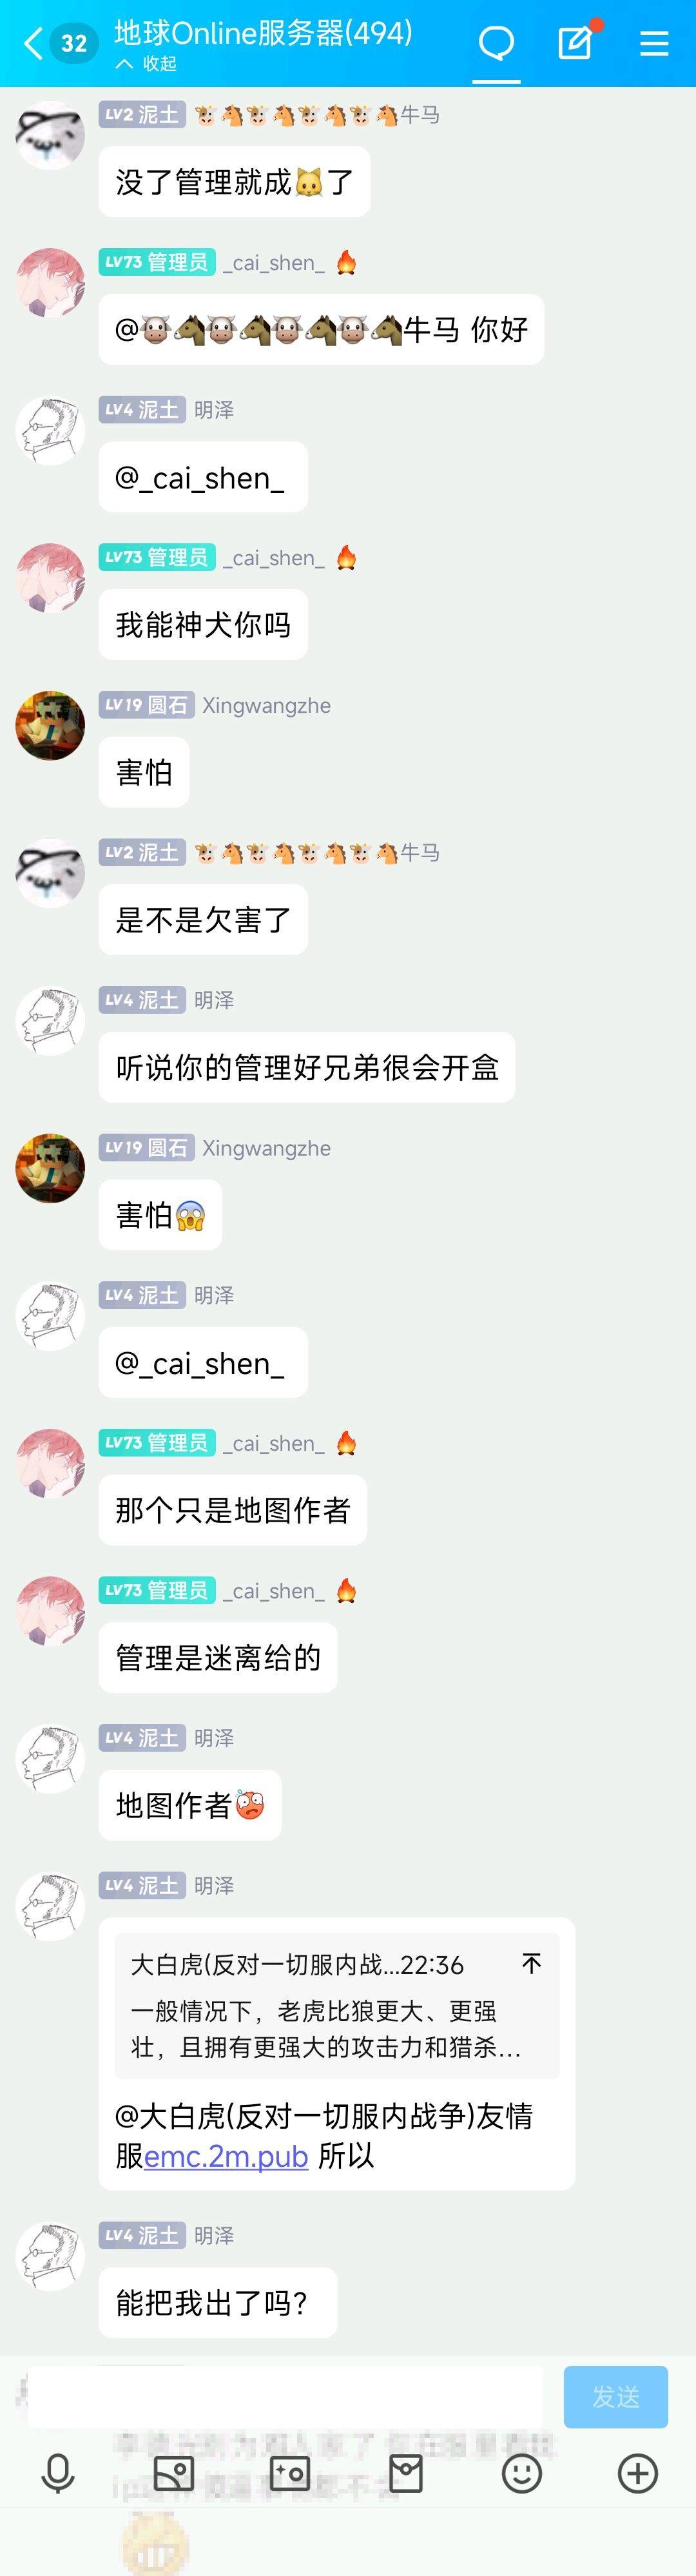 32
地球Online服务器(494)
收起
LV2 泥土 🐮🐴🐮🐴🐮🐴🐮🐴牛马
没了管理就成🐱了
LV73 管理员 _cai_shen_ 🔥
@🐮🐴🐮🐴🐮🐴🐮🐴牛马 你好
LV4 泥土 明泽
@_cai_shen_
LV73 管理员 _cai_shen_ 🔥
我能神犬你吗
LV19 圆石 Xingwangzhe
害怕
LV2 泥土 🐮🐴🐮🐴🐮🐴🐮🐴牛马
是不是欠害了
LV4 泥土 明泽
听说你的管理好兄弟很会开盒
LV19 圆石 Xingwangzhe
害怕😱
LV4 泥土 明泽
@_cai_shen_
LV73 管理员 _cai_shen_ 🔥
那个只是地图作者
LV73 管理员 _cai_shen_ 🔥
管理是迷离给的
LV4 泥土 明泽
地图作者
LV4 泥土 明泽
大白虎(反对一切服内战...22:36
一般情况下，老虎比狼更大、更强
壮，且拥有更强大的攻击力和猎杀...
@大白虎(反对一切服内战争)友情
服emc.2m.pub 所以
LV4 泥土 明泽
能把我出了吗?
发送